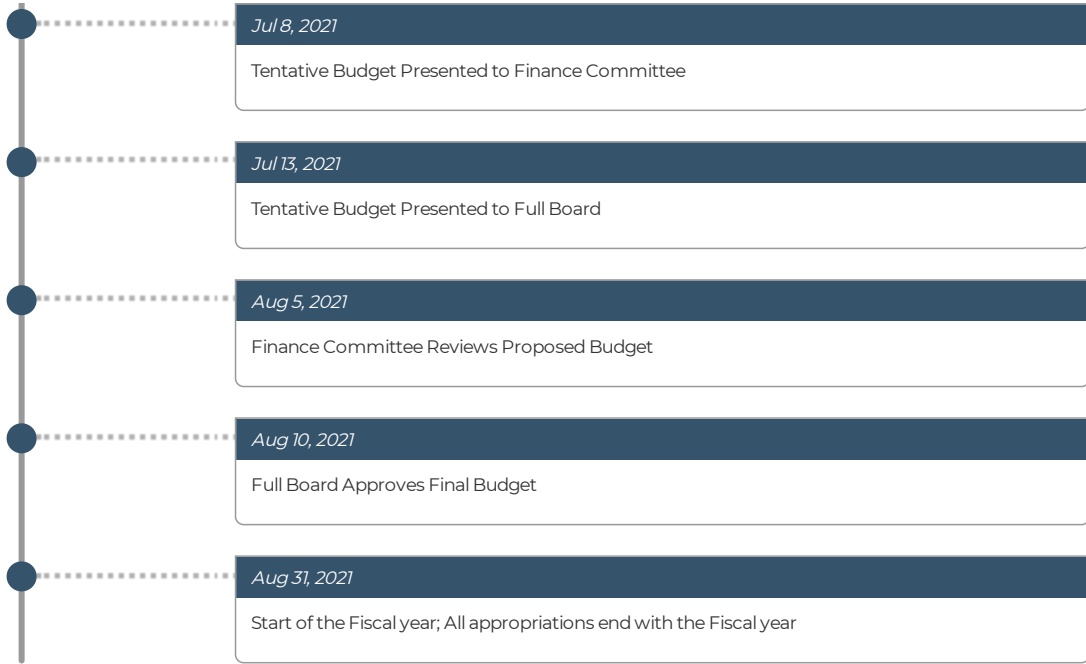 Jul 8, 2021
Tentative Budget Presented to Finance Committee
Jul 13, 2021
Tentative Budget Presented to Full Board
Aug 5, 2021
Finance Committee Reviews Proposed Budget
Aug 10, 2021
Full Board Approves Final Budget
Aug 31, 2021
Start of the Fiscal year; All appropriations end with the Fiscal year